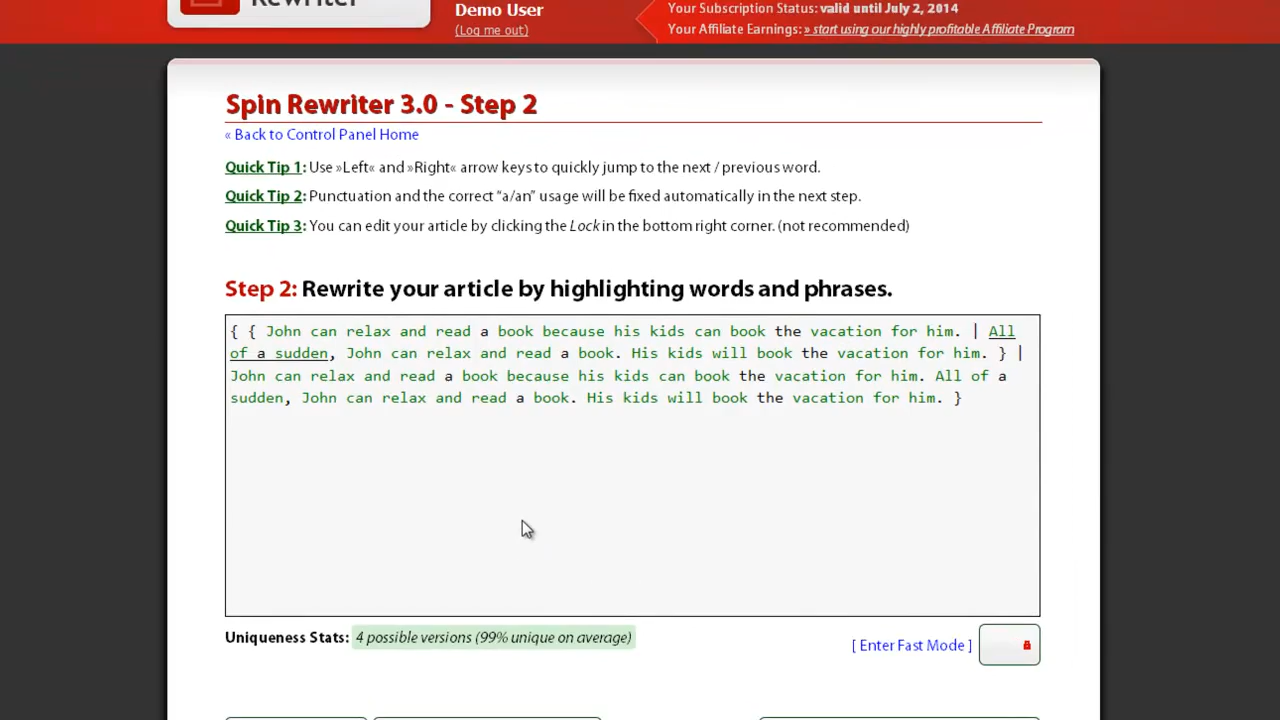 Rewriter
Demo User
(Log me out)
Your Subscription Status: valid until July 2, 2014
Your Affiliate Earnings: » start using our highly profitable Affiliate Program
Spin Rewriter 3.0 - Step 2
« Back to Control Panel Home
Quick Tip 1: Use »Left« and »Right« arrow keys to quickly jump to the next / previous word.
Quick Tip 2: Punctuation and the correct “a/an” usage will be fixed automatically in the next step.
Quick Tip 3: You can edit your article by clicking the Lock in the bottom right corner. (not recommended)
Step 2: Rewrite your article by highlighting words and phrases.
{ { John can relax and read a book because his kids can book the vacation for him. | All
of a sudden, John can relax and read a book. His kids will book the vacation for him. } |
John can relax and read a book because his kids can book the vacation for him. All of a
sudden, John can relax and read a book. His kids will book the vacation for him. }
Uniqueness Stats: 4 possible versions (99% unique on average)
[ Enter Fast Mode ]